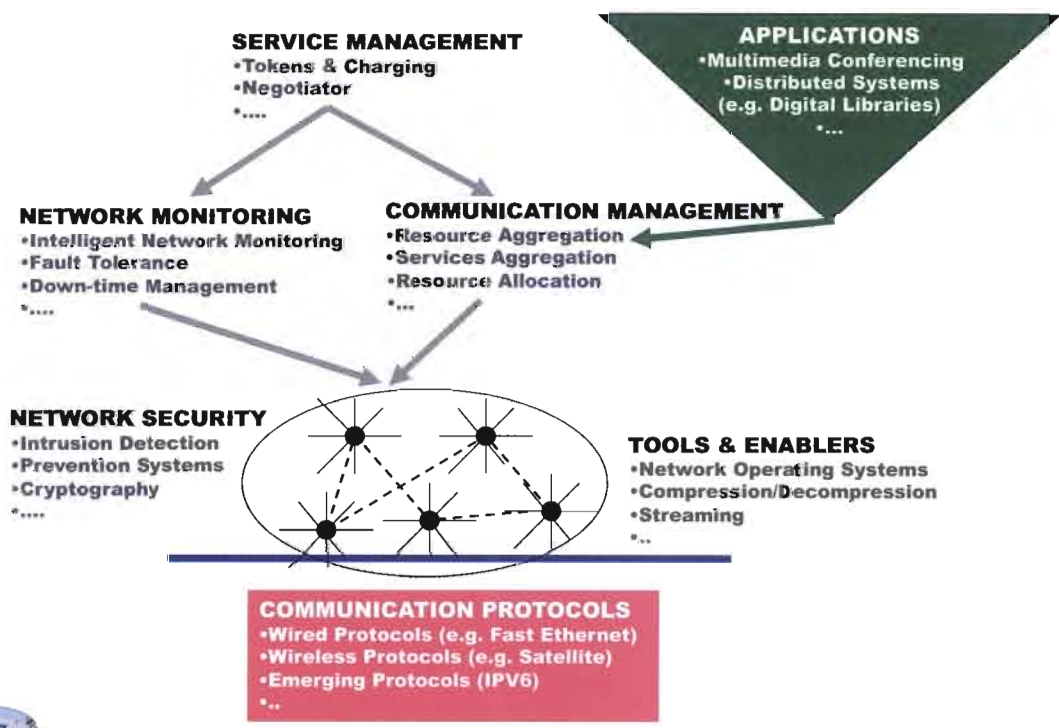 SERVICE MANAGEMENT
•Tokens & Charging
•Negotiator
•....
APPLICATIONS
•Multimedia Conferencing
•Distributed Systems
(e.g. Digital Libraries)
•...
NETWORK MONITORING
•Intelligent Network Monitoring
•Fault Tolerance
•Down-time Management
•....
COMMUNICATION MANAGEMENT
•Resource Aggregation
•Services Aggregation
•Resource Allocation
•...
NETWORK SECURITY
•Intrusion Detection
•Prevention Systems
•Cryptography
•....
TOOLS & ENABLERS
•Network Operating Systems
•Compression/Decompression
•Streaming
•..
COMMUNICATION PROTOCOLS
•Wired Protocols (e.g. Fast Ethernet)
•Wireless Protocols (e.g. Satellite)
•Emerging Protocols (IPV6)
•..